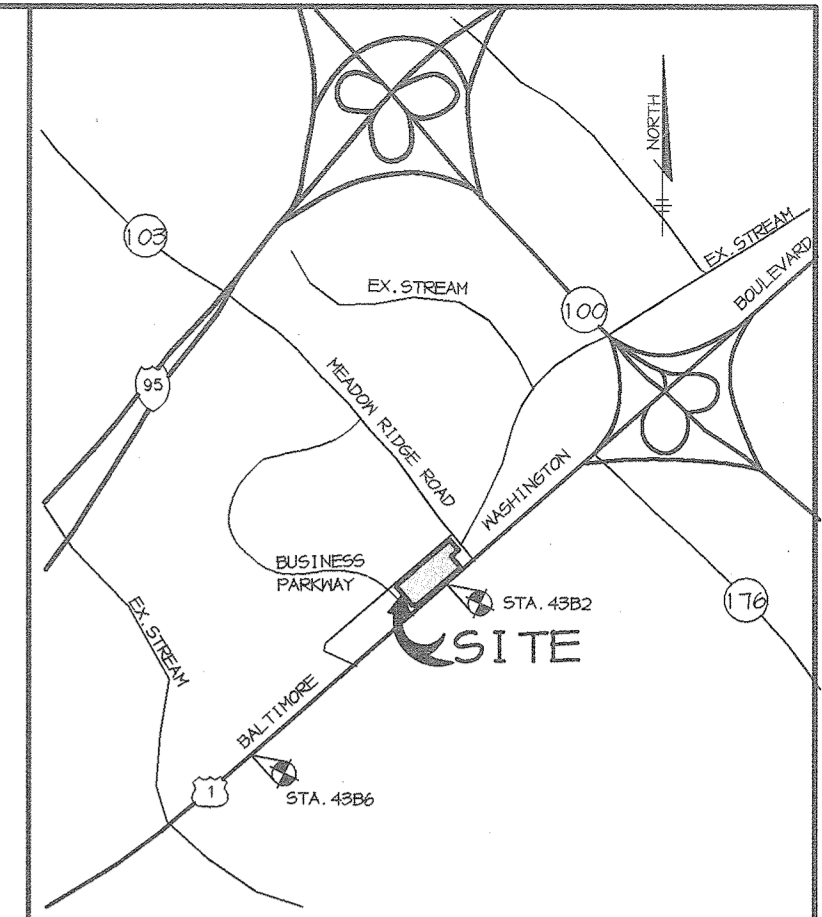 NORTH
103
EX. STREAM
BOULEVARD
EX. STREAM
100
95
MEADOW RIDGE ROAD
WASHINGTON
BUSINESS
PARKWAY
STA. 43B2
176
EX. STREAM
SITE
BALTIMORE
1
STA. 43B6